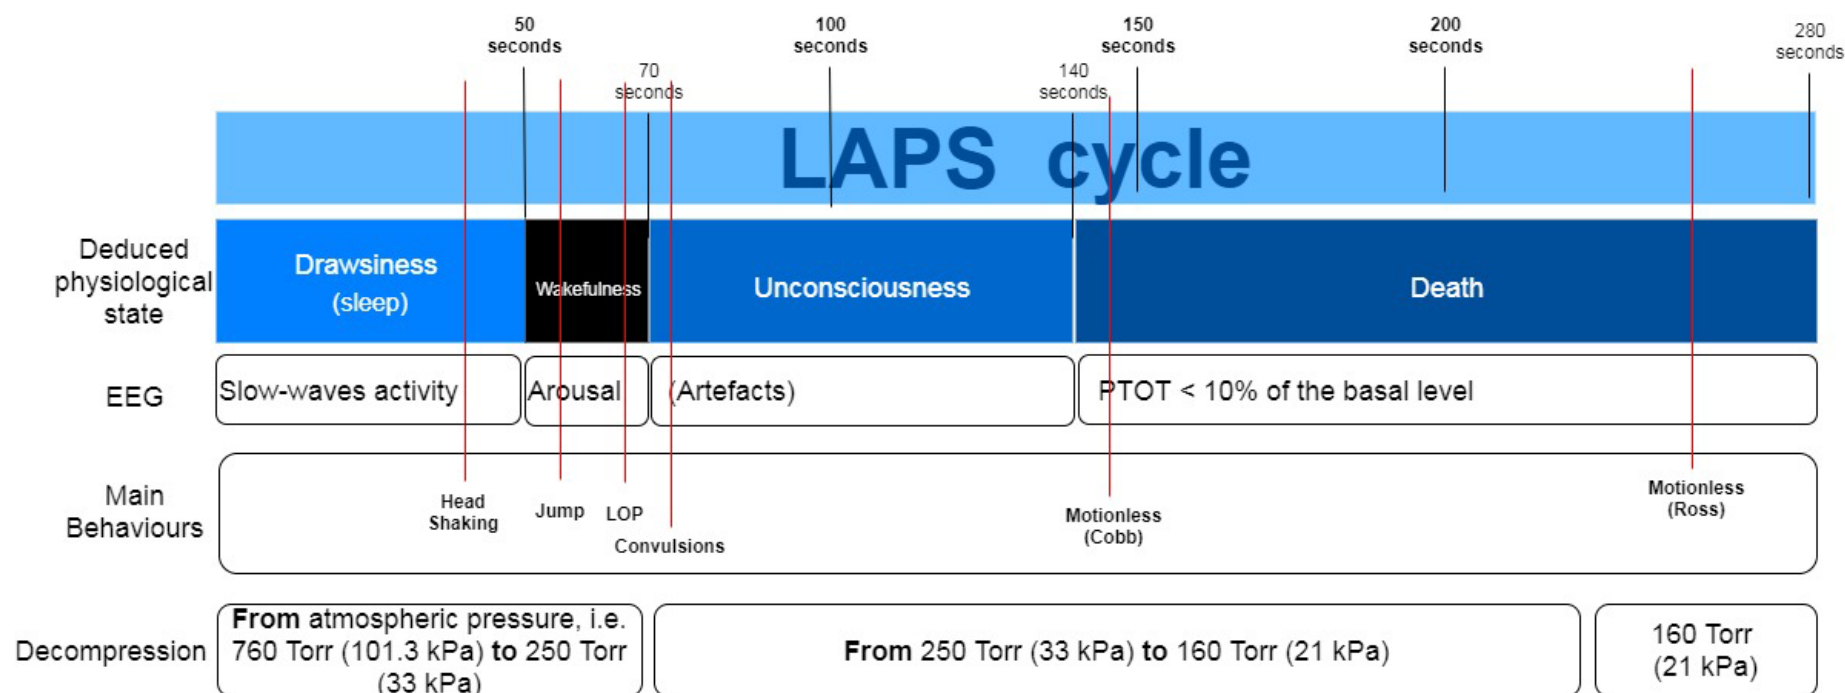 50
seconds
100
seconds
150
seconds
200
seconds
280
seconds
70
seconds
140
seconds
LAPS cycle
Deduced
physiological
state
Drawsiness
(sleep)
Wakefulness
Unconsciousness
Death
EEG
Slow-waves activity
Arousal
(Artefacts)
PTOT < 10% of the basal level
Main
Behaviours
Head
Shaking
Jump
LOP
Convulsions
Motionless
(Cobb)
Motionless
(Ross)
Decompression
From atmospheric pressure, i.e.
760 Torr (101.3 kPa) to 250 Torr
(33 kPa)
From 250 Torr (33 kPa) to 160 Torr (21 kPa)
160 Torr
(21 kPa)